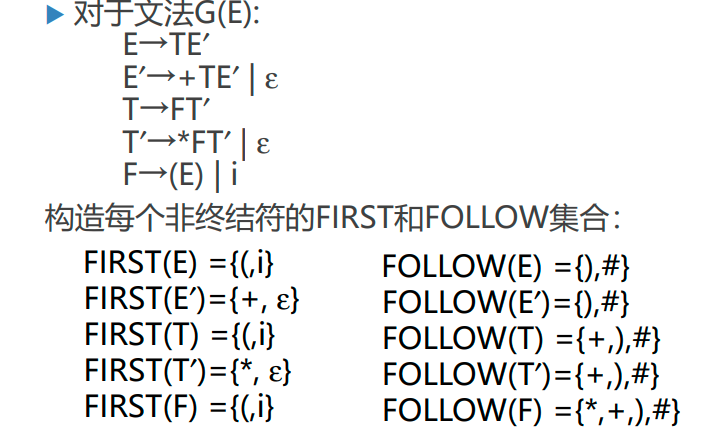 ▶ 对于文法G(E):
E→TE′
E′→+TE′ | ε
T→FT′
T′→*FT′ | ε
F→(E) | i
构造每个非终结符的FIRST和FOLLOW集合：
FIRST(E) ={(,i}
FIRST(E′)={+, ε}
FIRST(T) ={(,i}
FIRST(T′)={*, ε}
FIRST(F) ={(,i}
FOLLOW(E) ={),#}
FOLLOW(E′)={),#}
FOLLOW(T) ={+,),#}
FOLLOW(T′)={+,),#}
FOLLOW(F) ={*,+,),#}